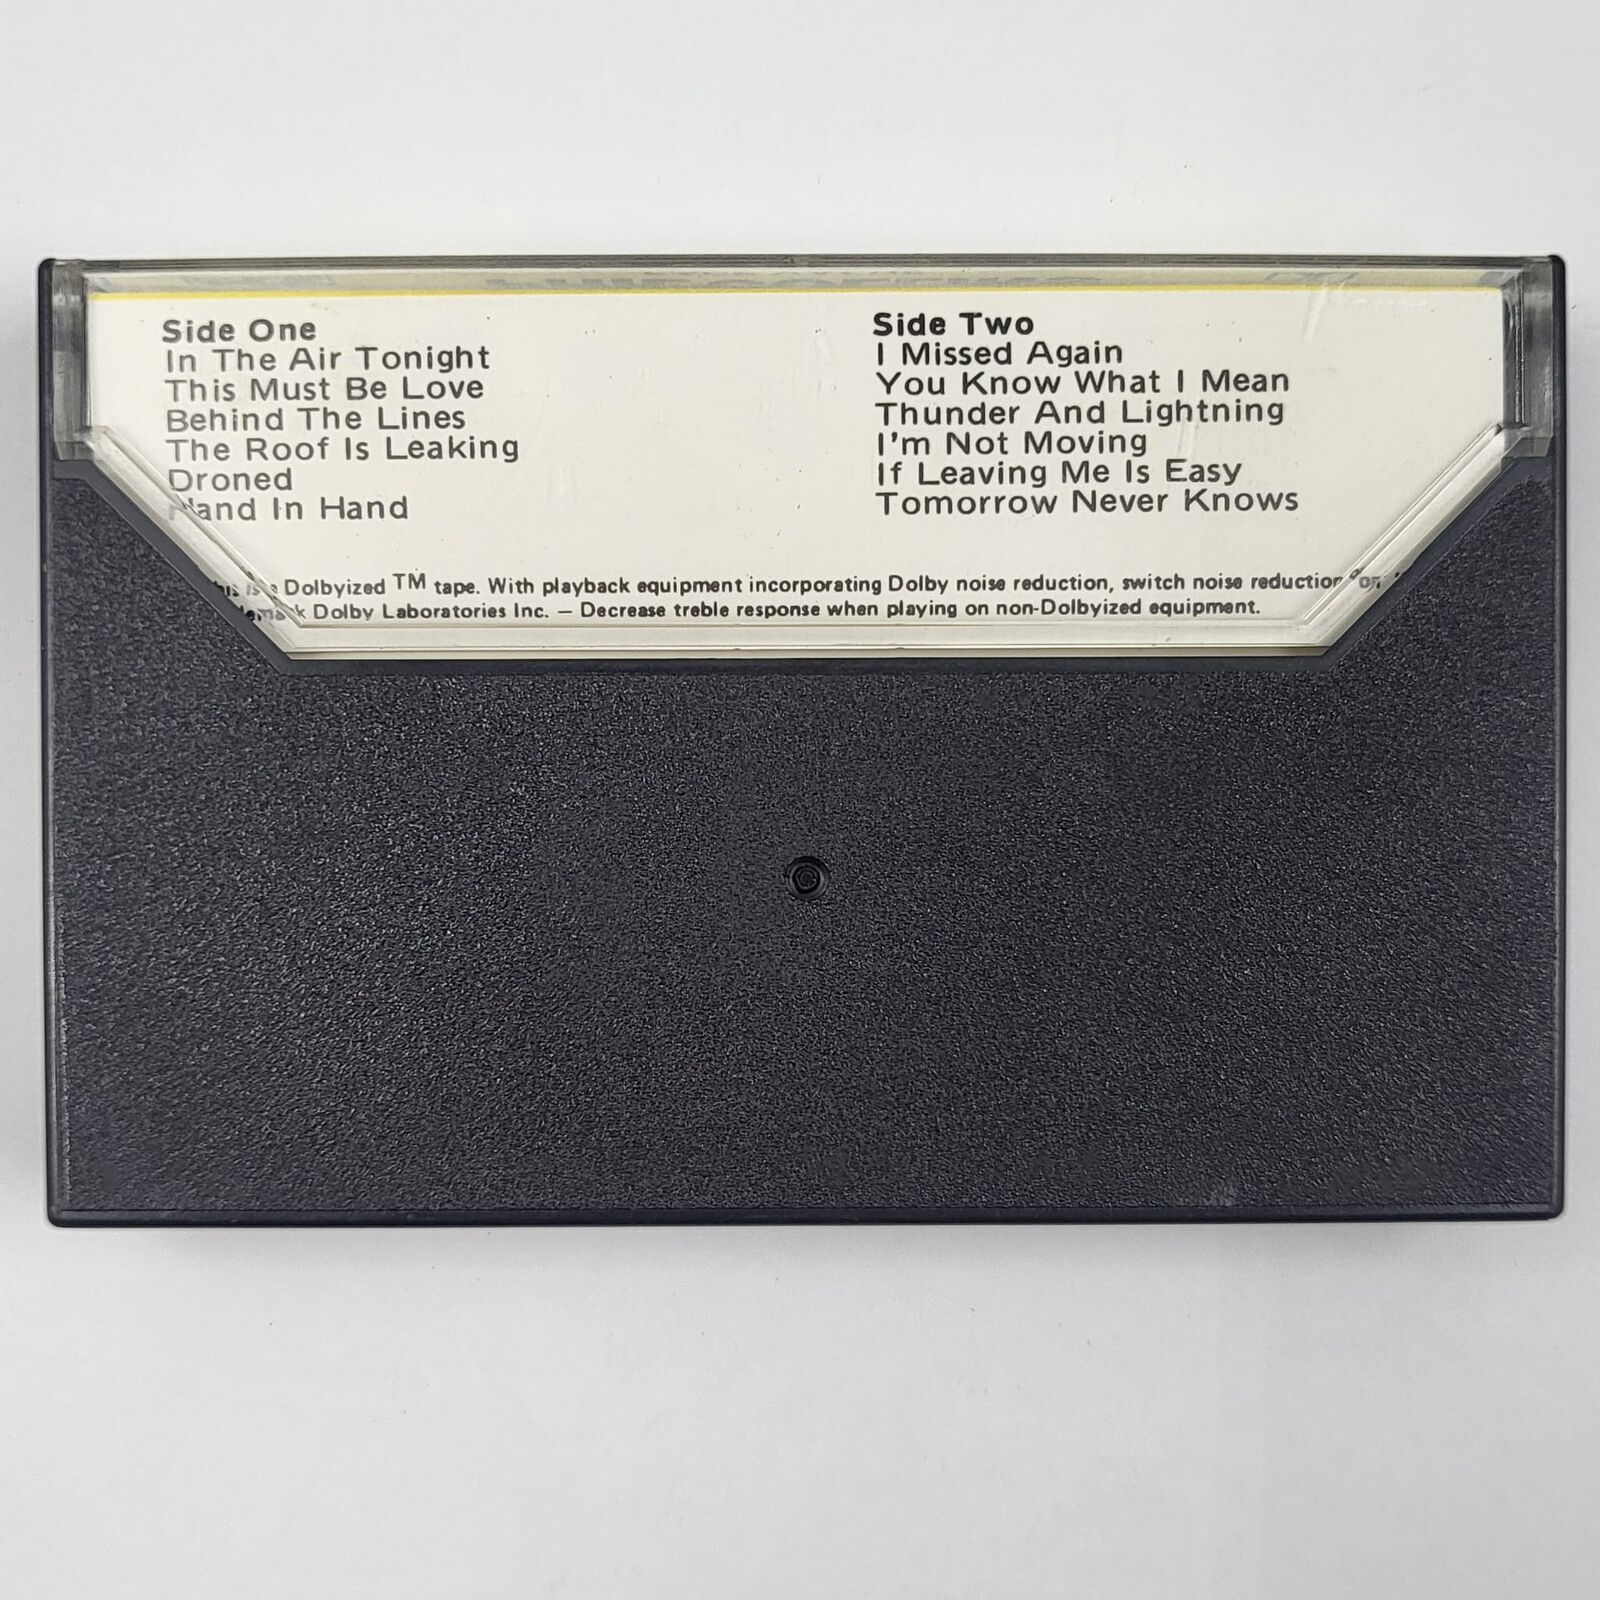 Side One
In The Air Tonight
This Must Be Love
Behind The Lines
The Roof Is Leaking
Droned
Hand In Hand
Side Two
I Missed Again
You Know What I Mean
Thunder And Lightning
I'm Not Moving
If Leaving Me Is Easy
Tomorrow Never Knows
This is a Dolbyized TM tape. With playback equipment incorporating Dolby noise reduction, switch noise reduction "on
Dolby Laboratories Inc. — Decrease treble response when playing on non-Dolbyized equipment.